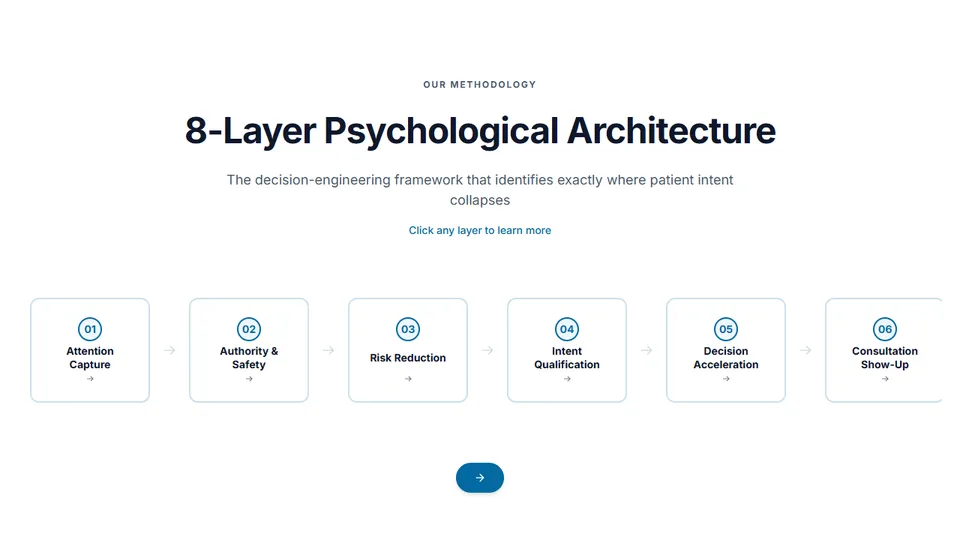 OUR METHODOLOGY
8-Layer Psychological Architecture
The decision-engineering framework that identifies exactly where patient intent
collapses
Click any layer to learn more
01
Attention
Capture
→
→
02
Authority &
Safety
→
→
03
Risk Reduction
→
→
04
Intent
Qualification
→
→
05
Decision
Acceleration
→
→
06
Consultation
Show-Up
→
→